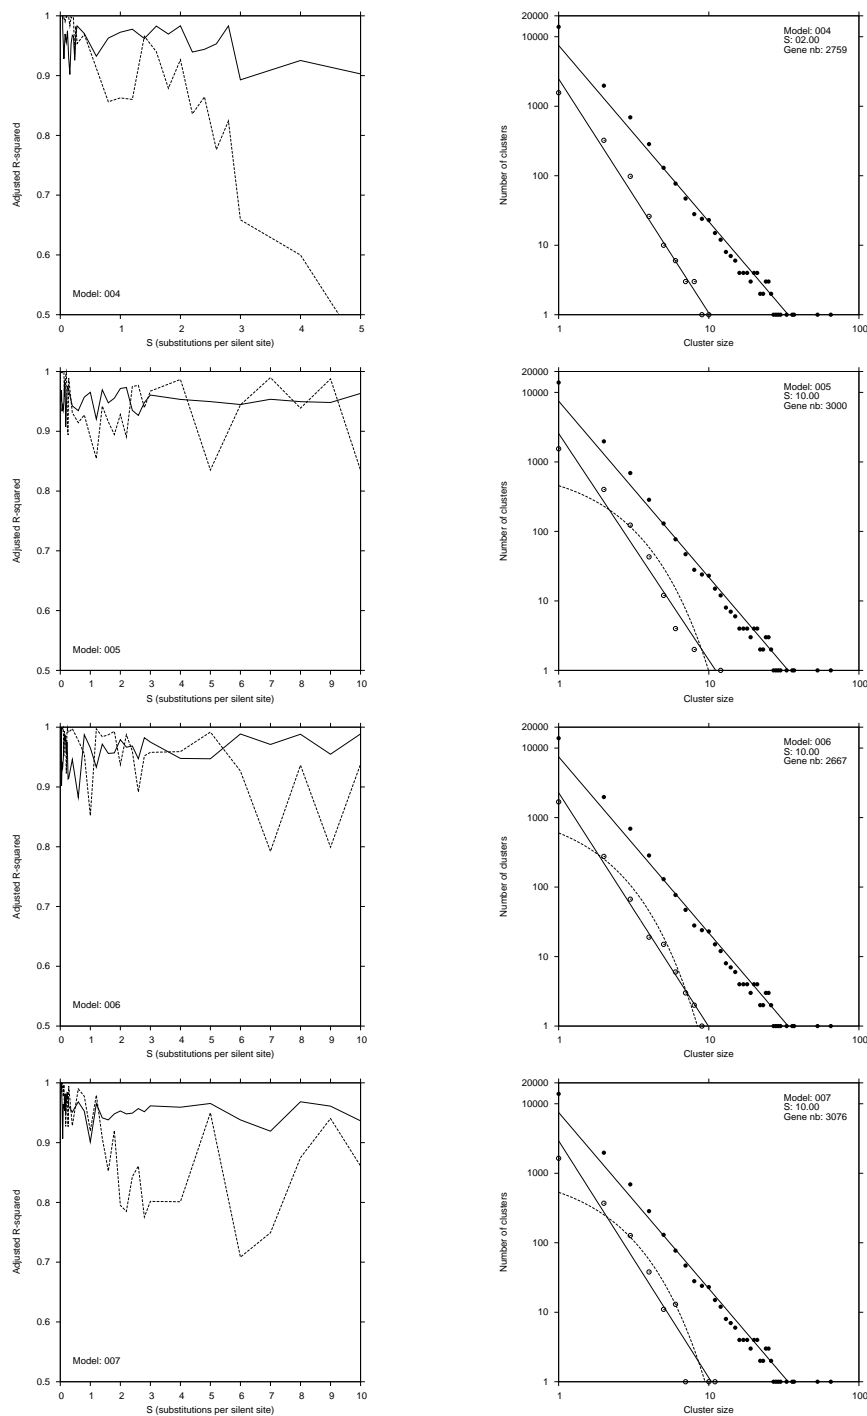 1
0.9
0.8
0.7
0.6
0.5
Adjusted R-squared
Model: 004
0 1 2 3 4 5
S (substitutions per silent site)
20000
10000
1000
100
10
1
Number of clusters
Model: 004
S: 02.00
Gene nb: 2759
1 10 100
Cluster size
1
0.9
0.8
0.7
0.6
0.5
Adjusted R-squared
Model: 005
0 1 2 3 4 5 6 7 8 9 10
S (substitutions per silent site)
20000
10000
1000
100
10
1
Number of clusters
Model: 005
S: 10.00
Gene nb: 3000
1 10 100
Cluster size
1
0.9
0.8
0.7
0.6
0.5
Adjusted R-squared
Model: 006
0 1 2 3 4 5 6 7 8 9 10
S (substitutions per silent site)
20000
10000
1000
100
10
1
Number of clusters
Model: 006
S: 10.00
Gene nb: 2667
1 10 100
Cluster size
1
0.9
0.8
0.7
0.6
0.5
Adjusted R-squared
Model: 007
0 1 2 3 4 5 6 7 8 9 10
S (substitutions per silent site)
20000
10000
1000
100
10
1
Number of clusters
Model: 007
S: 10.00
Gene nb: 3076
1 10 100
Cluster size